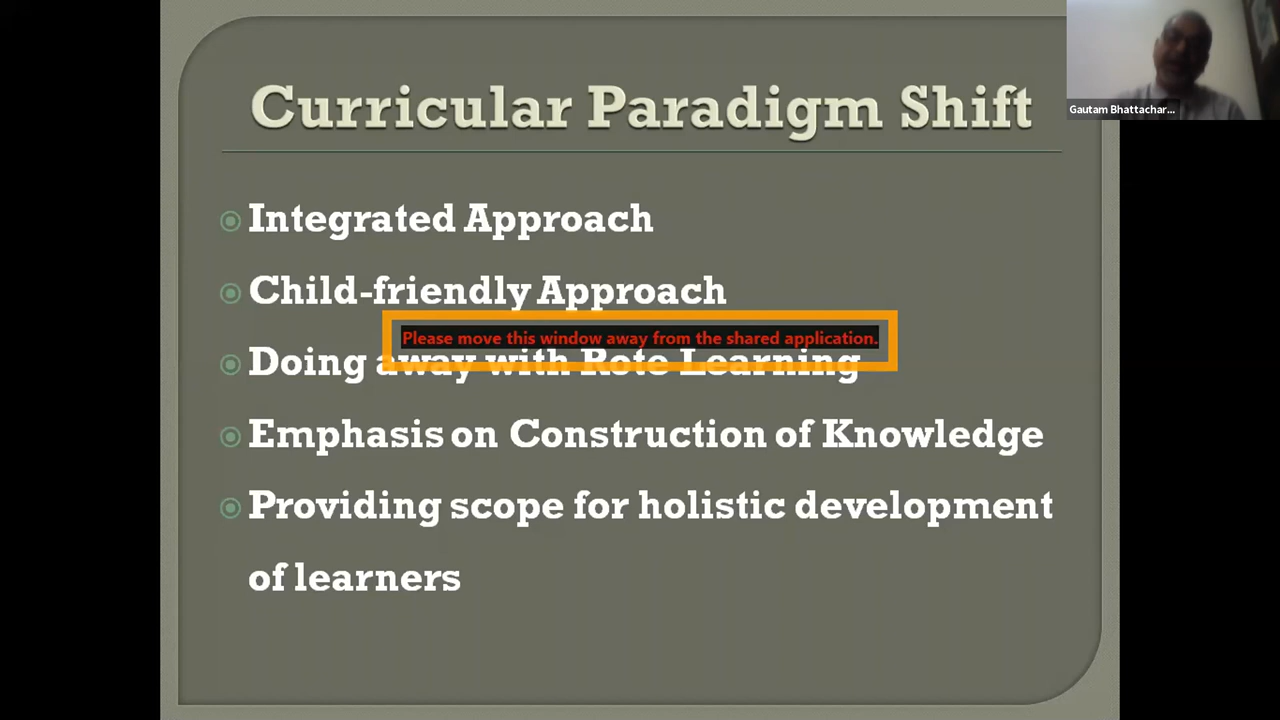 Curricular Paradigm Shift
Gautam Bhattachar...
Integrated Approach
Child-friendly Approach
Please move this window away from the shared application.
Doing away with Rote Learning
Emphasis on Construction of Knowledge
Providing scope for holistic development
of learners